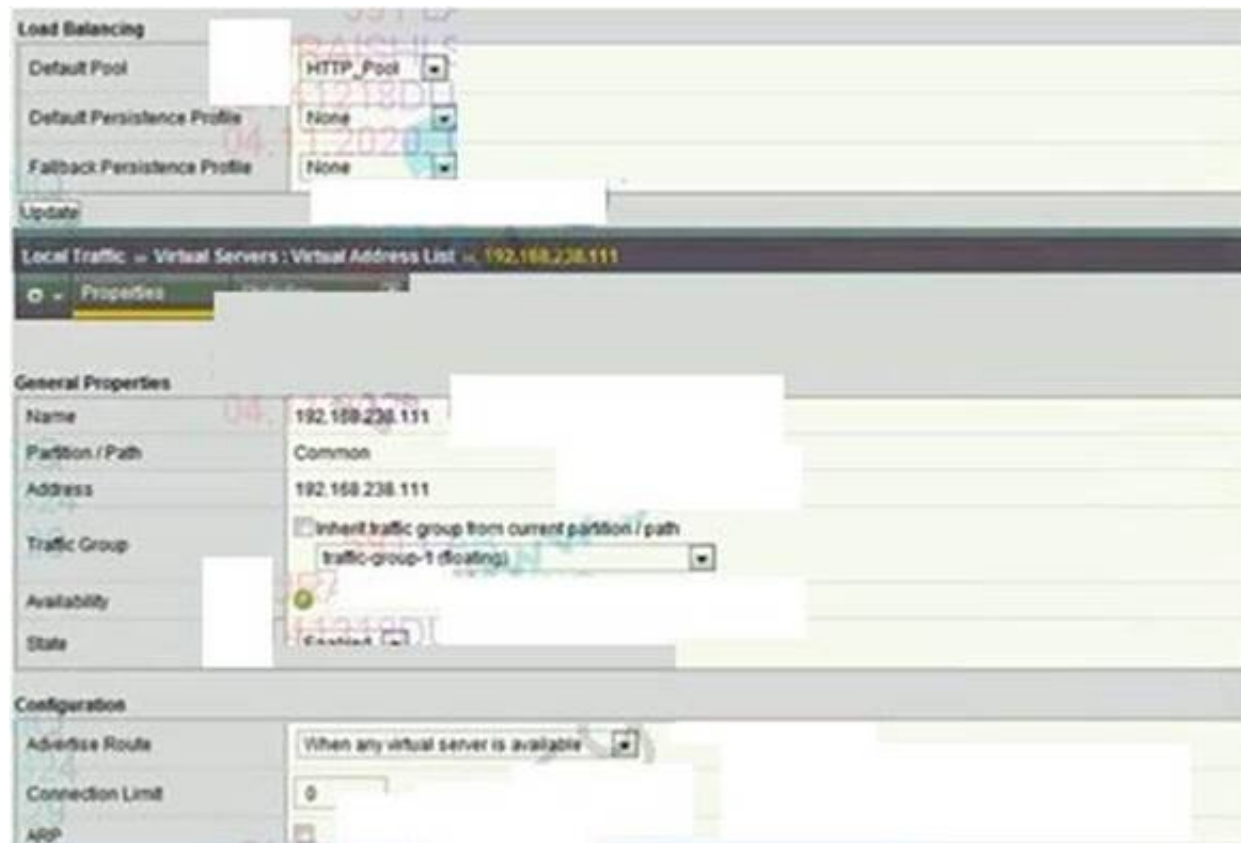 Load Balancing
Default Pool HTTP_Pool
Default Persistence Profile None
04.11.2020
Fallback Persistence Profile None
Update
Local Traffic » Virtual Servers : Virtual Address List » 192.168.238.111
Properties
General Properties
Name 192.168.238.111
Partition / Path Common
Address 192.168.238.111
Traffic Group Inherit traffic group from current partition / path
traffic-group-1 (floating)
Availability
State Enabled
Configuration
Advertise Route When any virtual server is available
Connection Limit 0
ARP